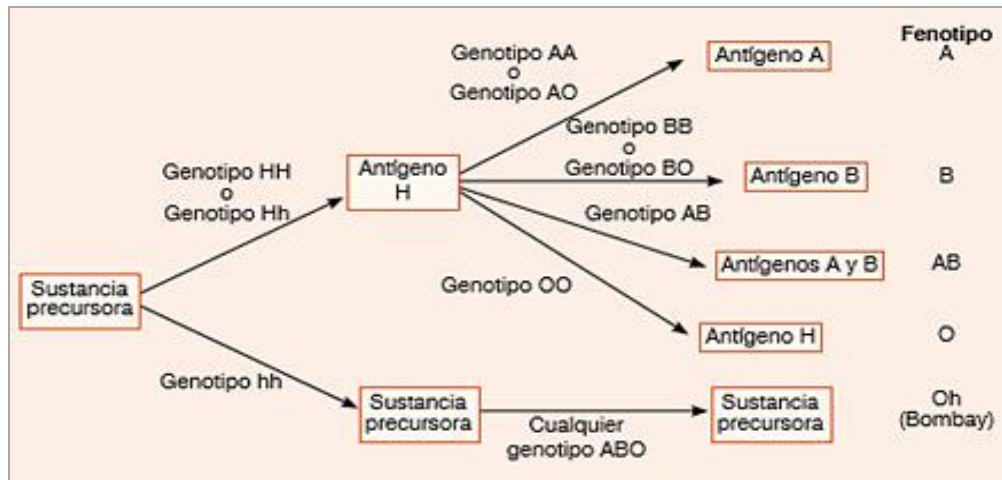 Fenotipo
Genotipo AA
o
Genotipo AO
Antígeno A
A
Genotipo BB
o
Genotipo BO
Antígeno B
B
Genotipo HH
o
Genotipo Hh
Antígeno
H
Genotipo AB
Antígenos A y B
AB
Sustancia
precursora
Genotipo OO
Antígeno H
O
Genotipo hh
Sustancia
precursora
Cualquier
genotipo ABO
Sustancia
precursora
Oh
(Bombay)